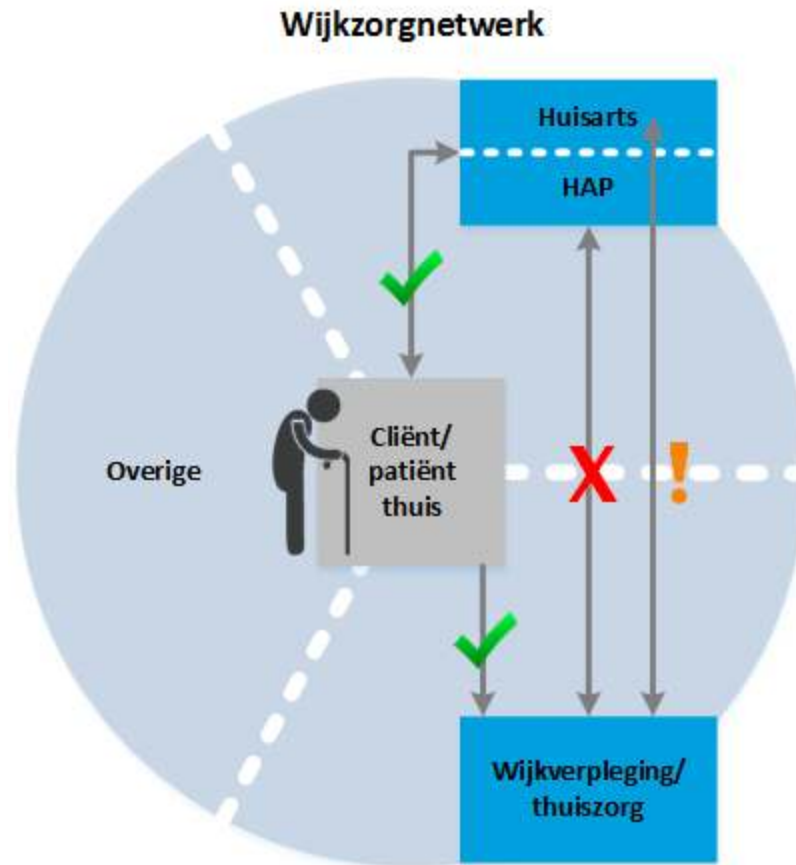 Wijkzorgnetwerk
Huisarts
HAP
Cliënt/
patiënt
thuis
Overige
X
!
Wijkverpleging/
thuiszorg